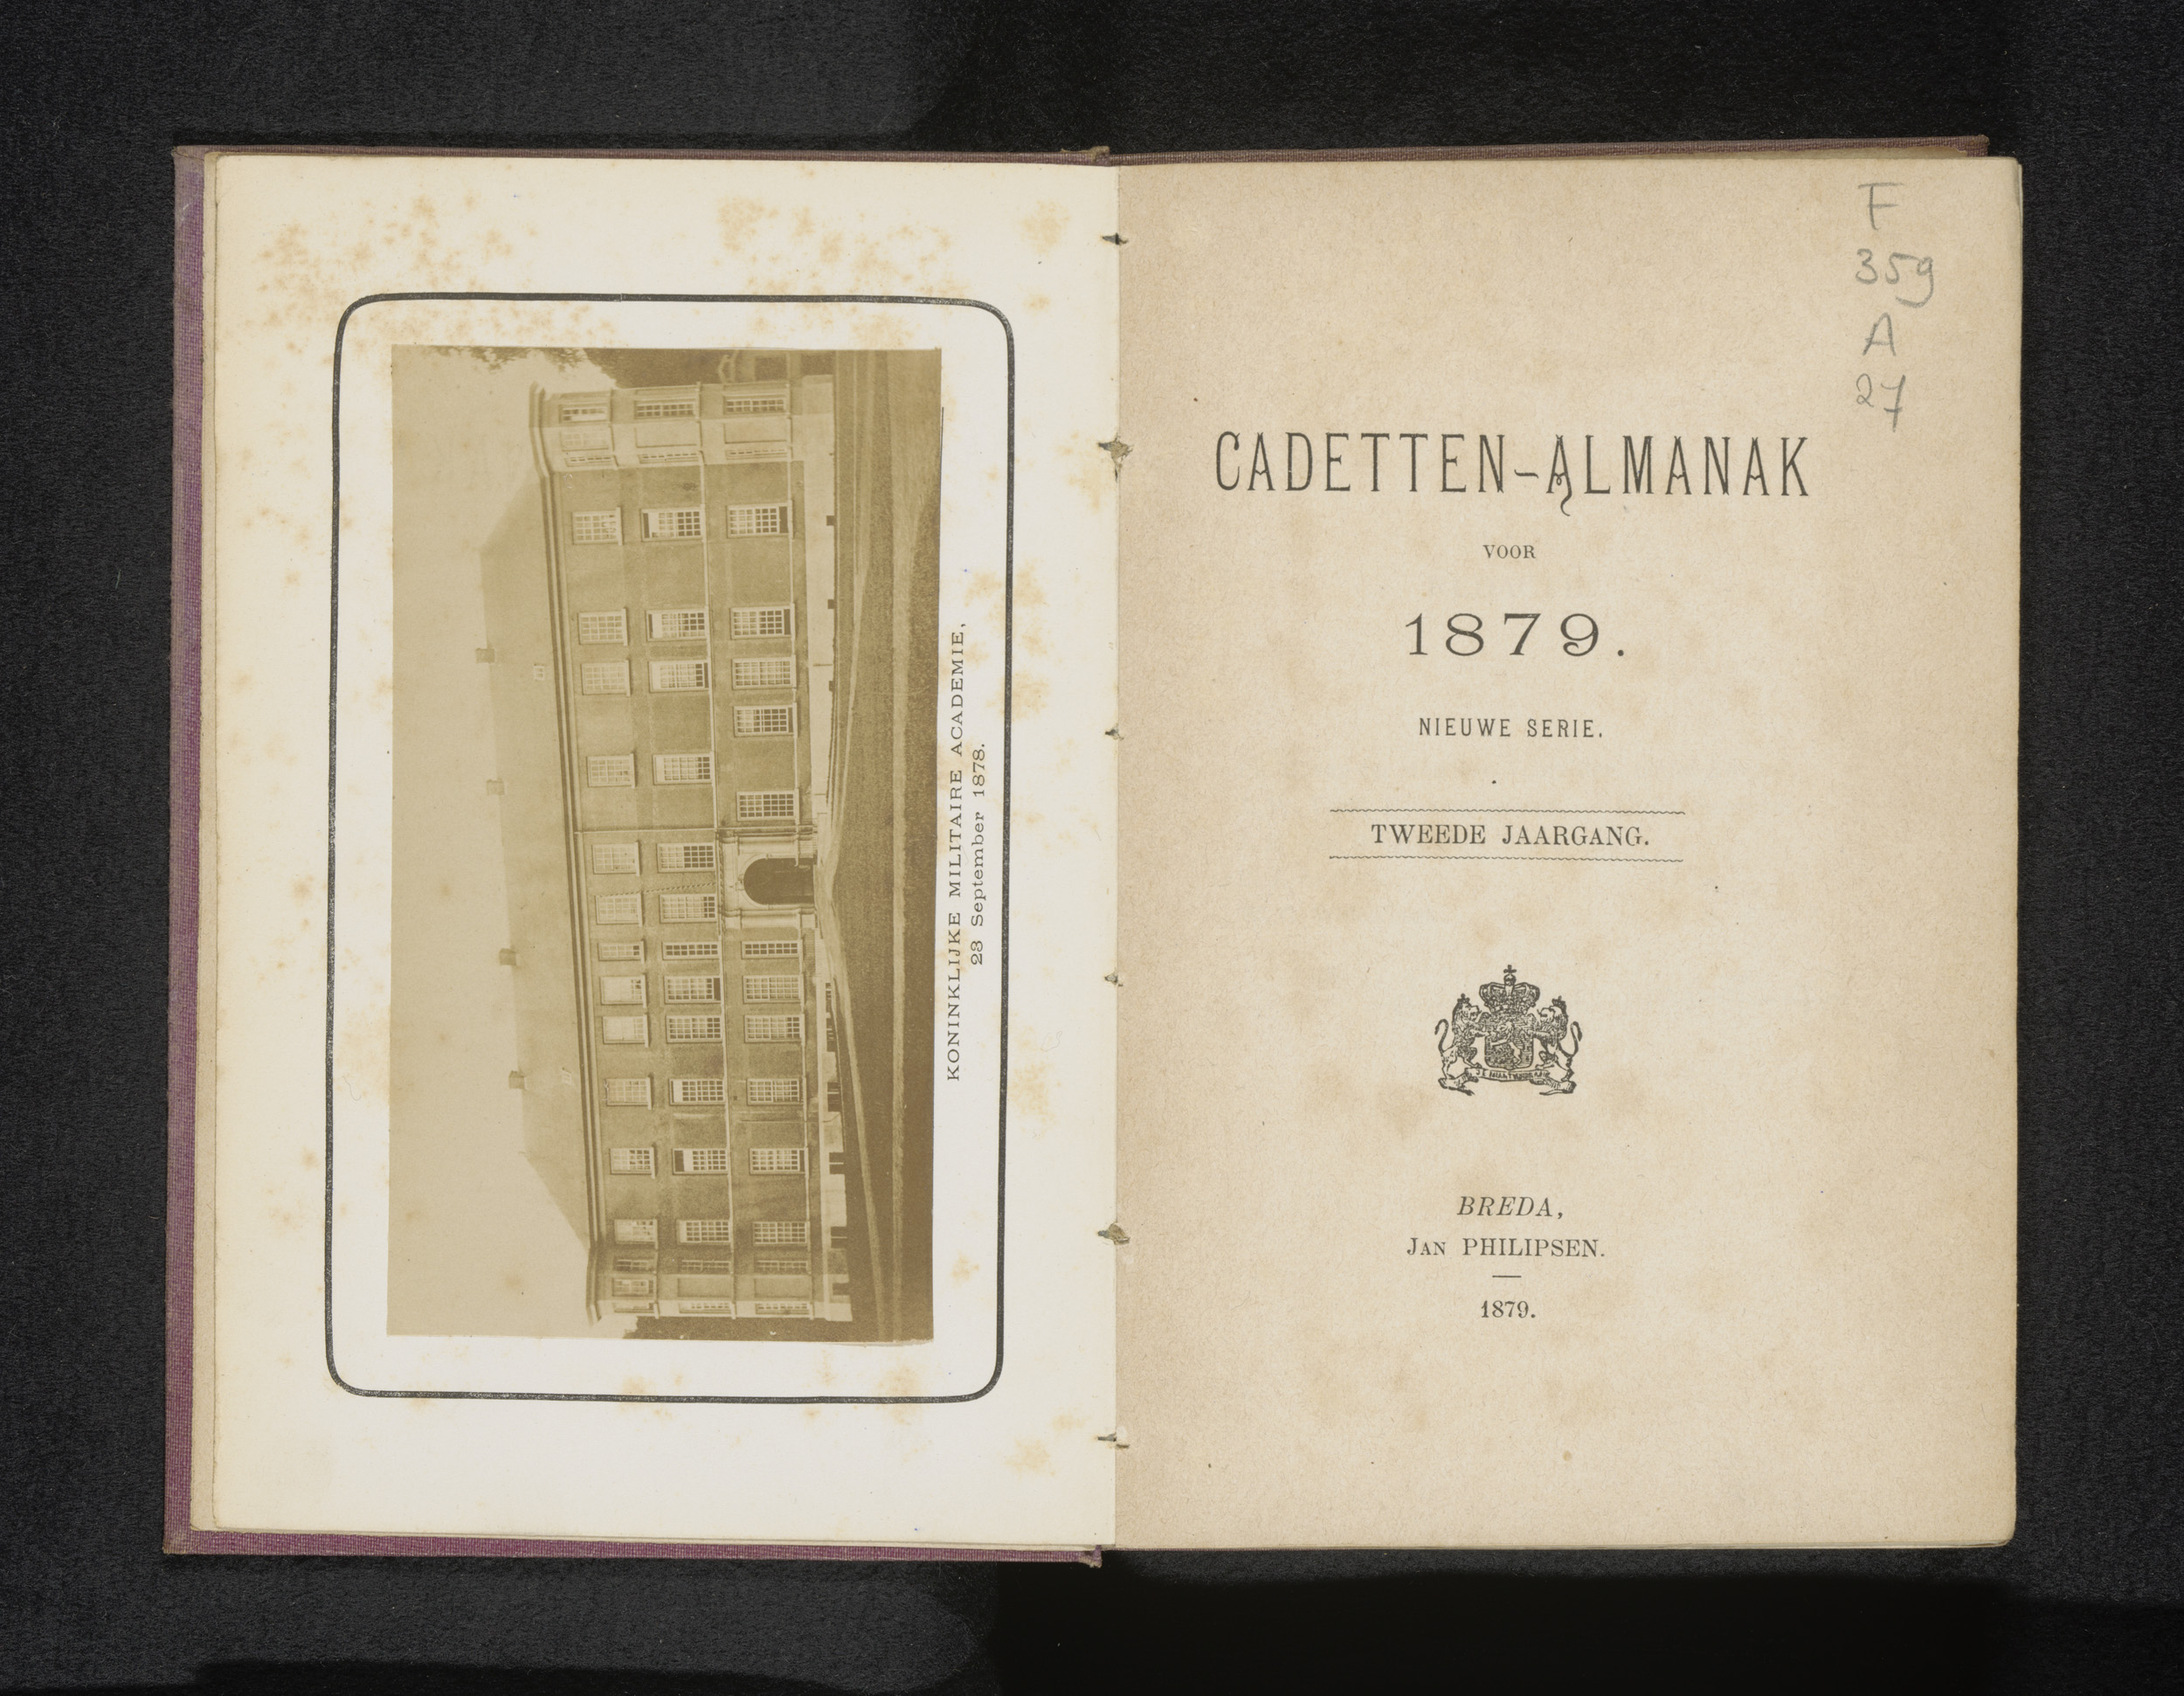 KONINKLIJKE MILITAIRE ACADEMIE,
28 September 1878.
F
359
A
27
CADETTEN-ALMANAK
VOOR
1879.
NIEUWE SERIE.
TWEEDE JAARGANG.
BREDA,
JAN PHILIPSEN.
1879.